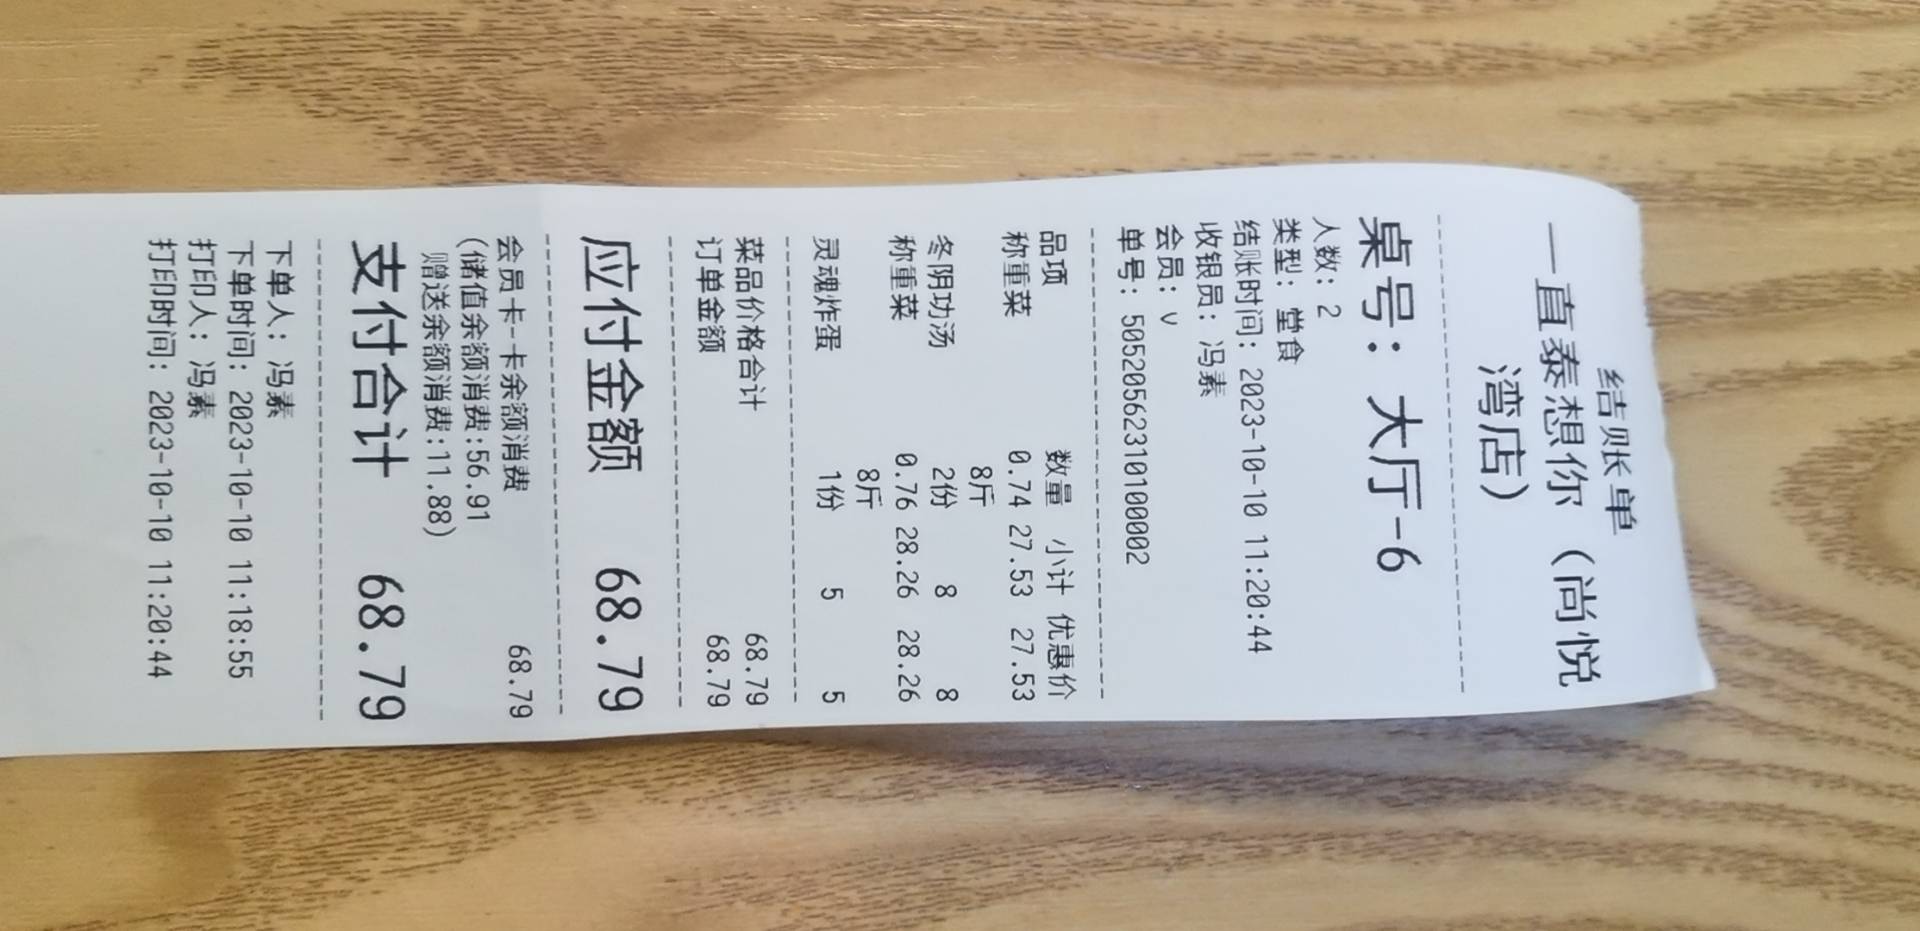 结账单
一直泰想你（尚悦
湾店）
桌号：大厅-6
人数：2
类型：堂食
结账时间：2023-10-10 11:20:44
收银员：冯素
会员：v
单号：505205623101000002
品项 数量 小计 优惠价
称重菜 0.74 27.53 27.53
8斤
冬阴功汤 2份 8 8
称重菜 0.76 28.26 28.26
8斤
灵魂炸蛋 1份 5 5
菜品价格合计 68.79
订单金额 68.79
应付金额 68.79
会员卡-卡余额消费 68.79
(储值余额消费:56.91
赠送余额消费:11.88)
支付合计 68.79
下单人：冯素
下单时间：2023-10-10 11:18:55
打印人：冯素
打印时间：2023-10-10 11:20:44